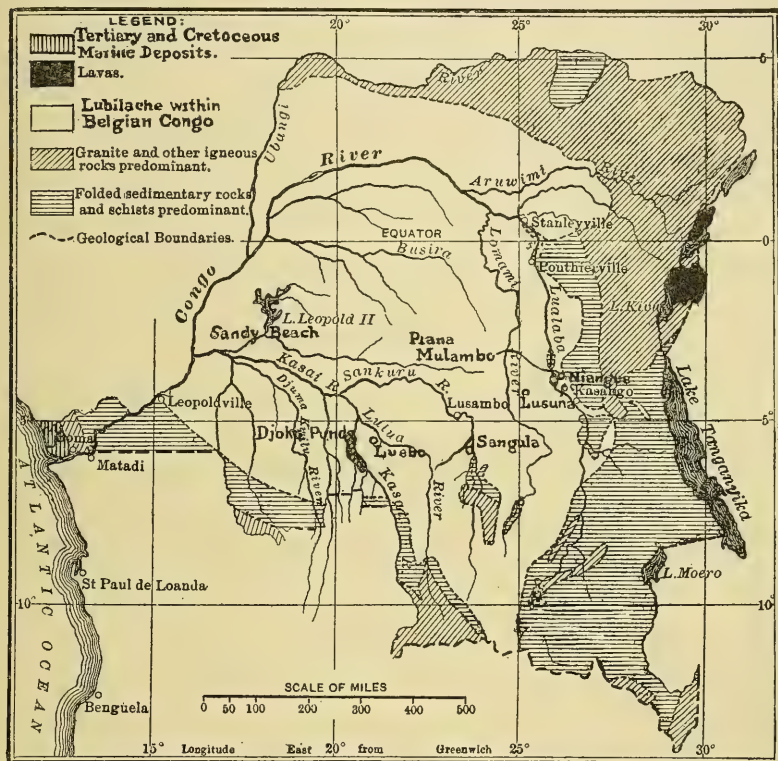 LEGEND:
Tertiary and Cretoceous
Marine Deposits.
Lavas.
Lubilache within
Belgian Congo
Granite and other igneous
rocks predominant.
Folded sedimentary rocks
and schists predominant.
Geological Boundaries.
20°
25°
30°
5°
5°
River
Ubangi
River
Aruwimi
River
Stanleyville
EQUATOR
0°
0°
Busira
Lomami
Ponthierville
Congo
L. Leopold II
Lualaba
L. Kivu
Sandy Beach
Piana
Mulambo
River
Nianguè
Kasongo
Kasai R.
Sankuru
R.
Lake
Tanganyika
Leopoldville
Djuma
River
Lusambo
Lusuna
5°
5°
Boma
Djoko Punda
Lulua
Luebo
Sangula
Matadi
Kasai
River
ATLANTIC OCEAN
St Paul de Loanda
L. Moero
10°
10°
Benguela
SCALE OF MILES
0 50 100 200 300 400 500
15° Longitude East 20° from Greenwich 25° 30°